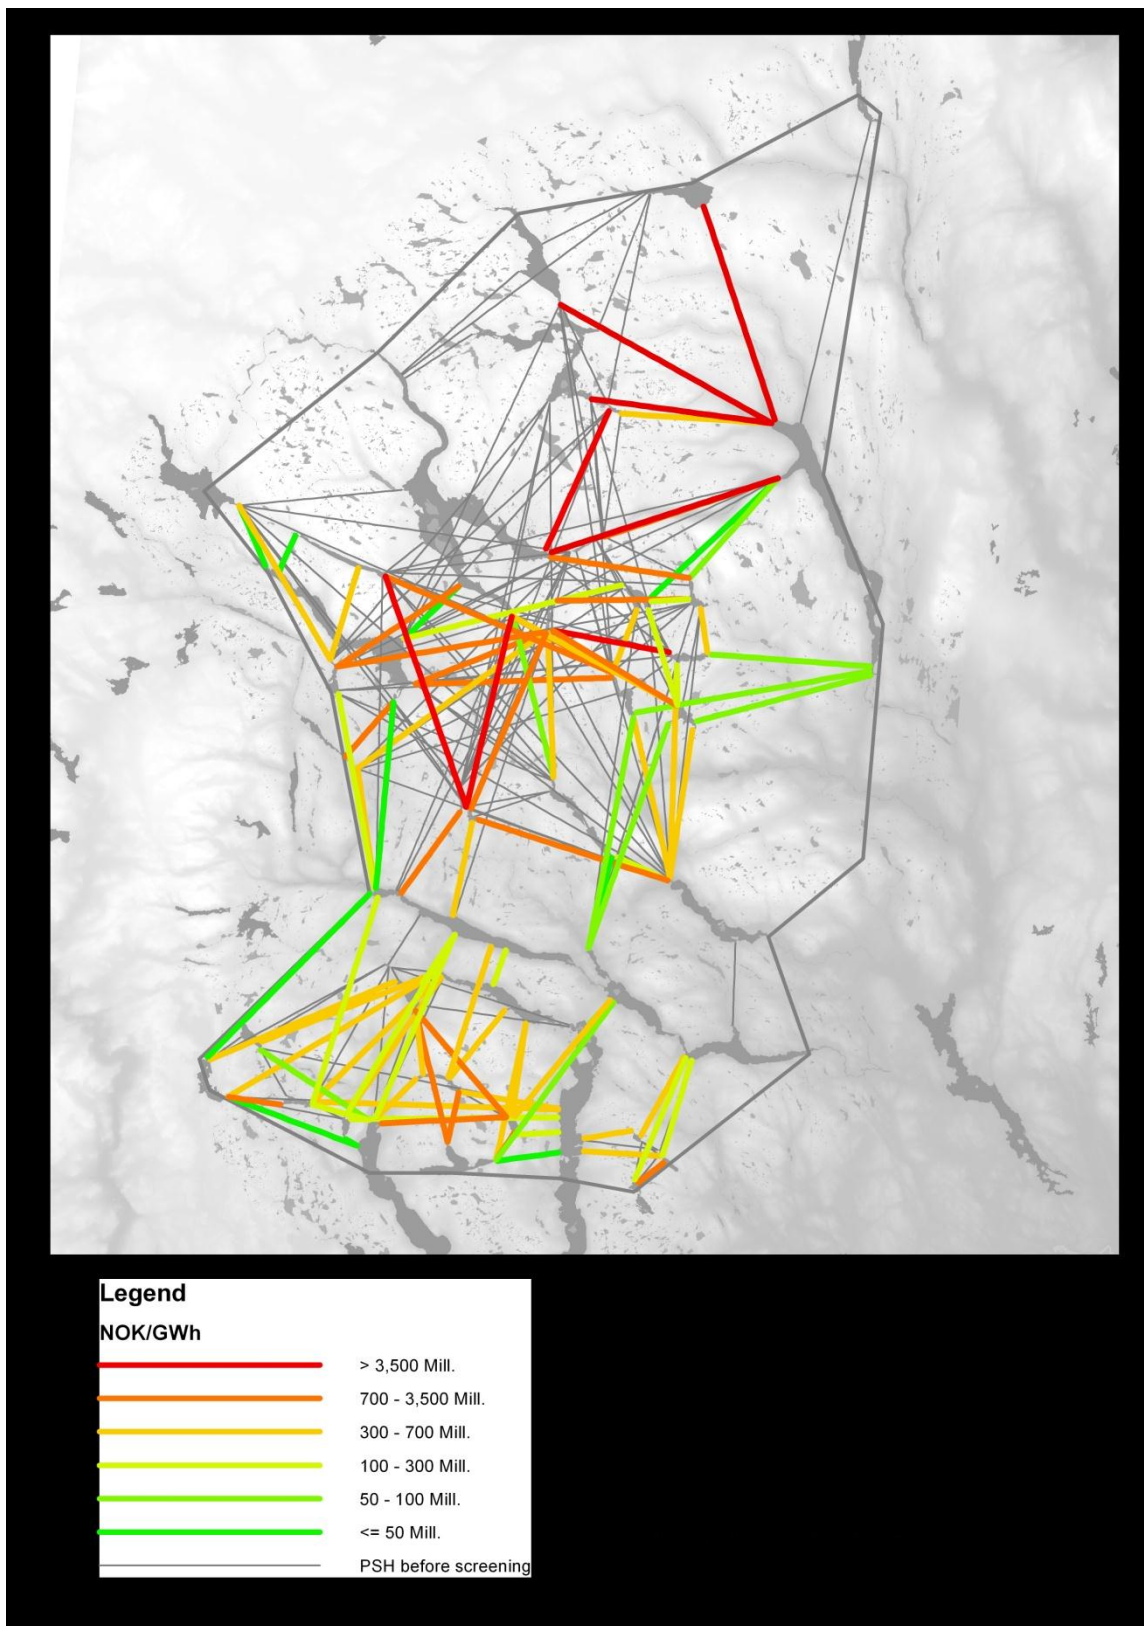 Legend
NOK/GWh
> 3,500 Mill.
700 - 3,500 Mill.
300 - 700 Mill.
100 - 300 Mill.
50 - 100 Mill.
<= 50 Mill.
PSH before screening